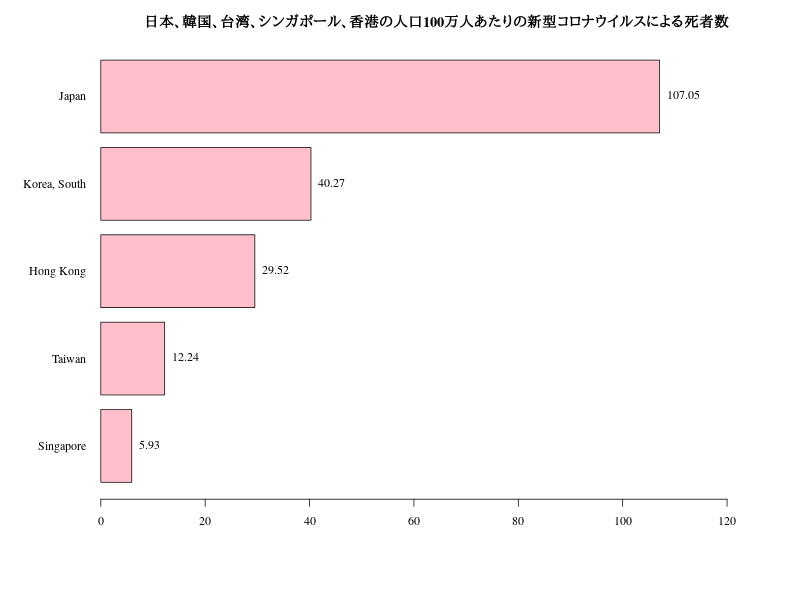 日本、韓国、台湾、シンガポール、香港の人口100万人あたりの新型コロナウイルスによる死者数
Japan
107.05
Korea, South
40.27
Hong Kong
29.52
Taiwan
12.24
Singapore
5.93
0 20 40 60 80 100 120